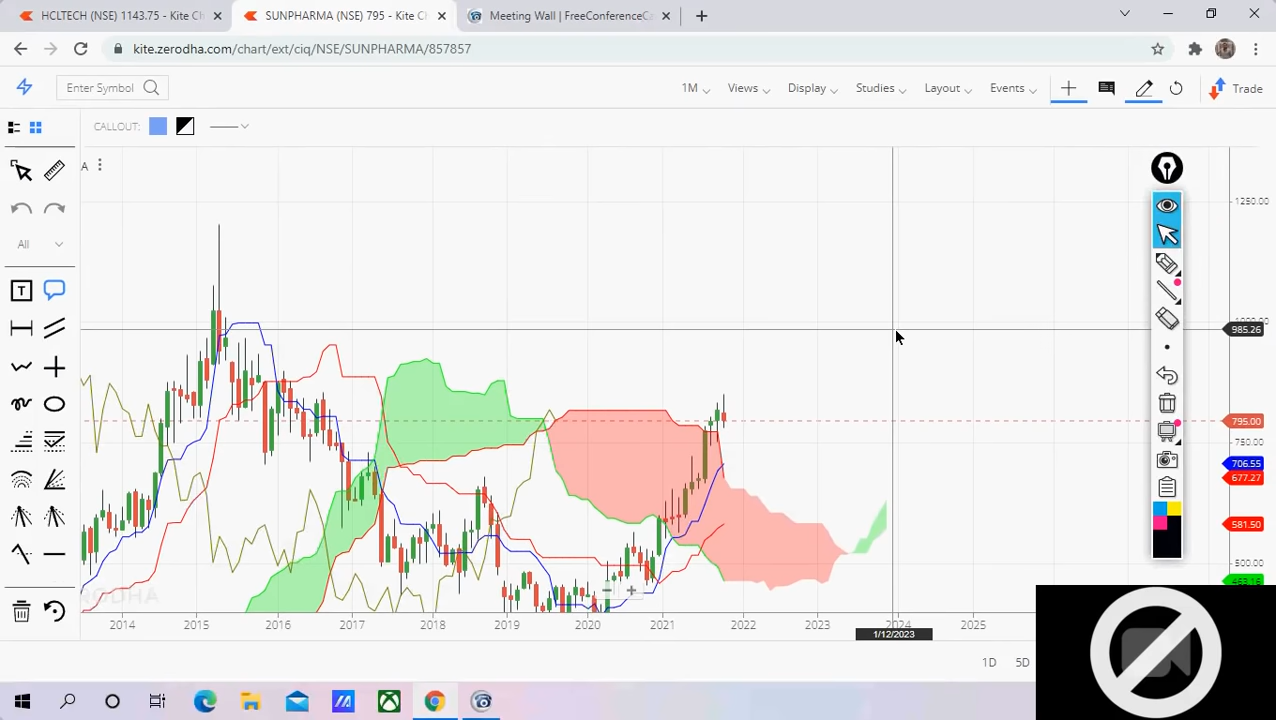 HCLTECH (NSE) 1143.75 - Kite C
SUNPHARMA (NSE) 795 - Kite C
Meeting Wall | FreeConferenceCa
kite.zerodha.com/chart/ext/ciq/NSE/SUNPHARMA/857857
Enter Symbol
1M
Views
Display
Studies
Layout
Events
Trade
CALLOUT:
A
T
All
1250.00
985.26
795.00
750.00
706.55
677.27
581.50
500.00
463.16
2014
2015
2016
2017
2018
2019
2020
2021
2022
2023
2024
2025
1/12/2023
1D
5D